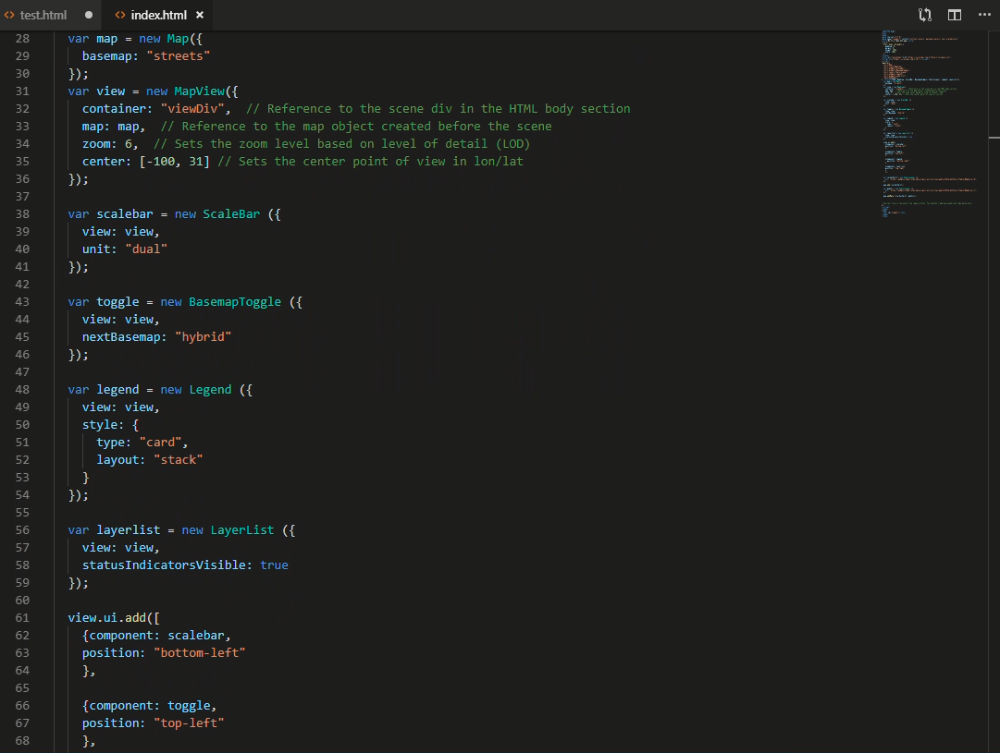 test.html index.html
28 var map = new Map({
29 basemap: "streets"
30 });
31 var view = new MapView({
32 container: "viewDiv", // Reference to the scene div in the HTML body section
33 map: map, // Reference to the map object created before the scene
34 zoom: 6, // Sets the zoom level based on level of detail (LOD)
35 center: [-100, 31] // Sets the center point of view in lon/lat
36 });
37
38 var scalebar = new ScaleBar ({
39 view: view,
40 unit: "dual"
41 });
42
43 var toggle = new BasemapToggle ({
44 view: view,
45 nextBasemap: "hybrid"
46 });
47
48 var legend = new Legend ({
49 view: view,
50 style: {
51 type: "card",
52 layout: "stack"
53 }
54 });
55
56 var layerlist = new LayerList ({
57 view: view,
58 statusIndicatorsVisible: true
59 });
60
61 view.ui.add([
62 {component: scalebar,
63 position: "bottom-left"
64 },
65
66 {component: toggle,
67 position: "top-left"
68 },